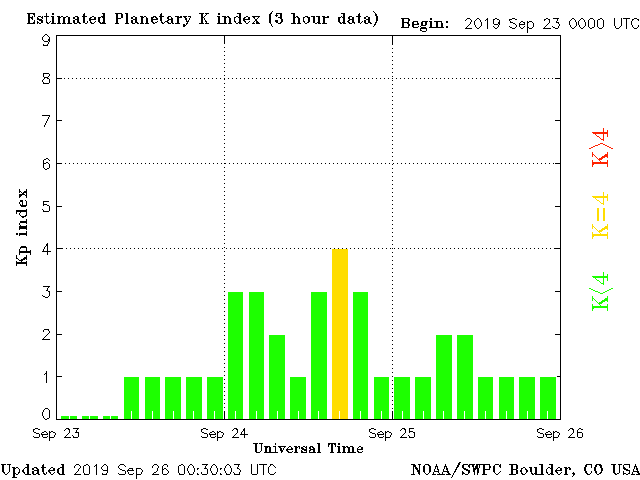 Estimated Planetary K index (3 hour data) Begin: 2019 Sep 23 0000 UTC
9
8
7
6
5
4
3
2
1
0
Kp index
K>4
K=4
K<4
Sep 23 Sep 24 Sep 25 Sep 26
Universal Time
Updated 2019 Sep 26 00:30:03 UTC NOAA/SWPC Boulder, CO USA